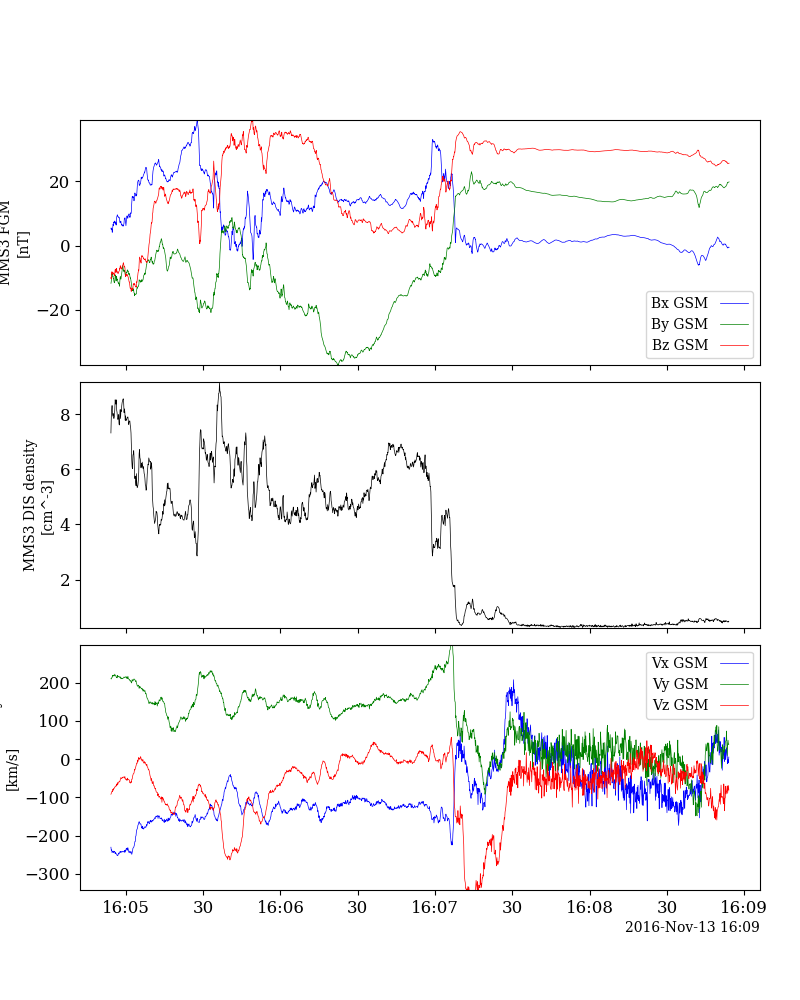 MMS3 FGM
[nT]
20
0
−20
Bx GSM
By GSM
Bz GSM
MMS3 DIS density
[cm^-3]
8
6
4
2
[km/s]
200
100
0
−100
−200
−300
Vx GSM
Vy GSM
Vz GSM
16:05
30
16:06
30
16:07
30
16:08
30
16:09
2016-Nov-13 16:09